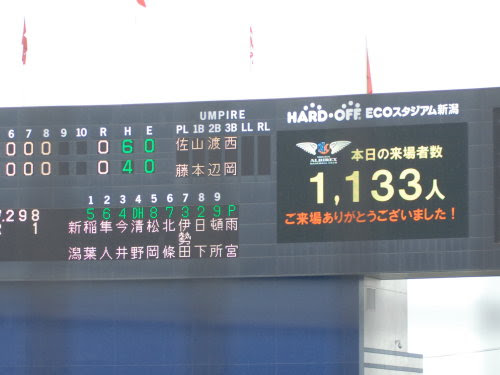 UMPIRE
HARD・OFF ECOスタジアム新潟
6 7 8 9 10 R H E PL 1B 2B 3B LL RL
0 0 0 0 6 0 佐 山 渡 西
0 0 0 0 4 0 藤 本 辺 岡
ALBIREX
本日の来場者数
1,133人
ご来場ありがとうございました！
1 2 3 4 5 6 7 8 9
.298 5 6 4 DH 8 7 3 2 9 P
1 新 稲 隼 今 清 松 北 伊 日 頓 雨
勢
潟 葉 人 井 野 岡 條 田 下 所 宮